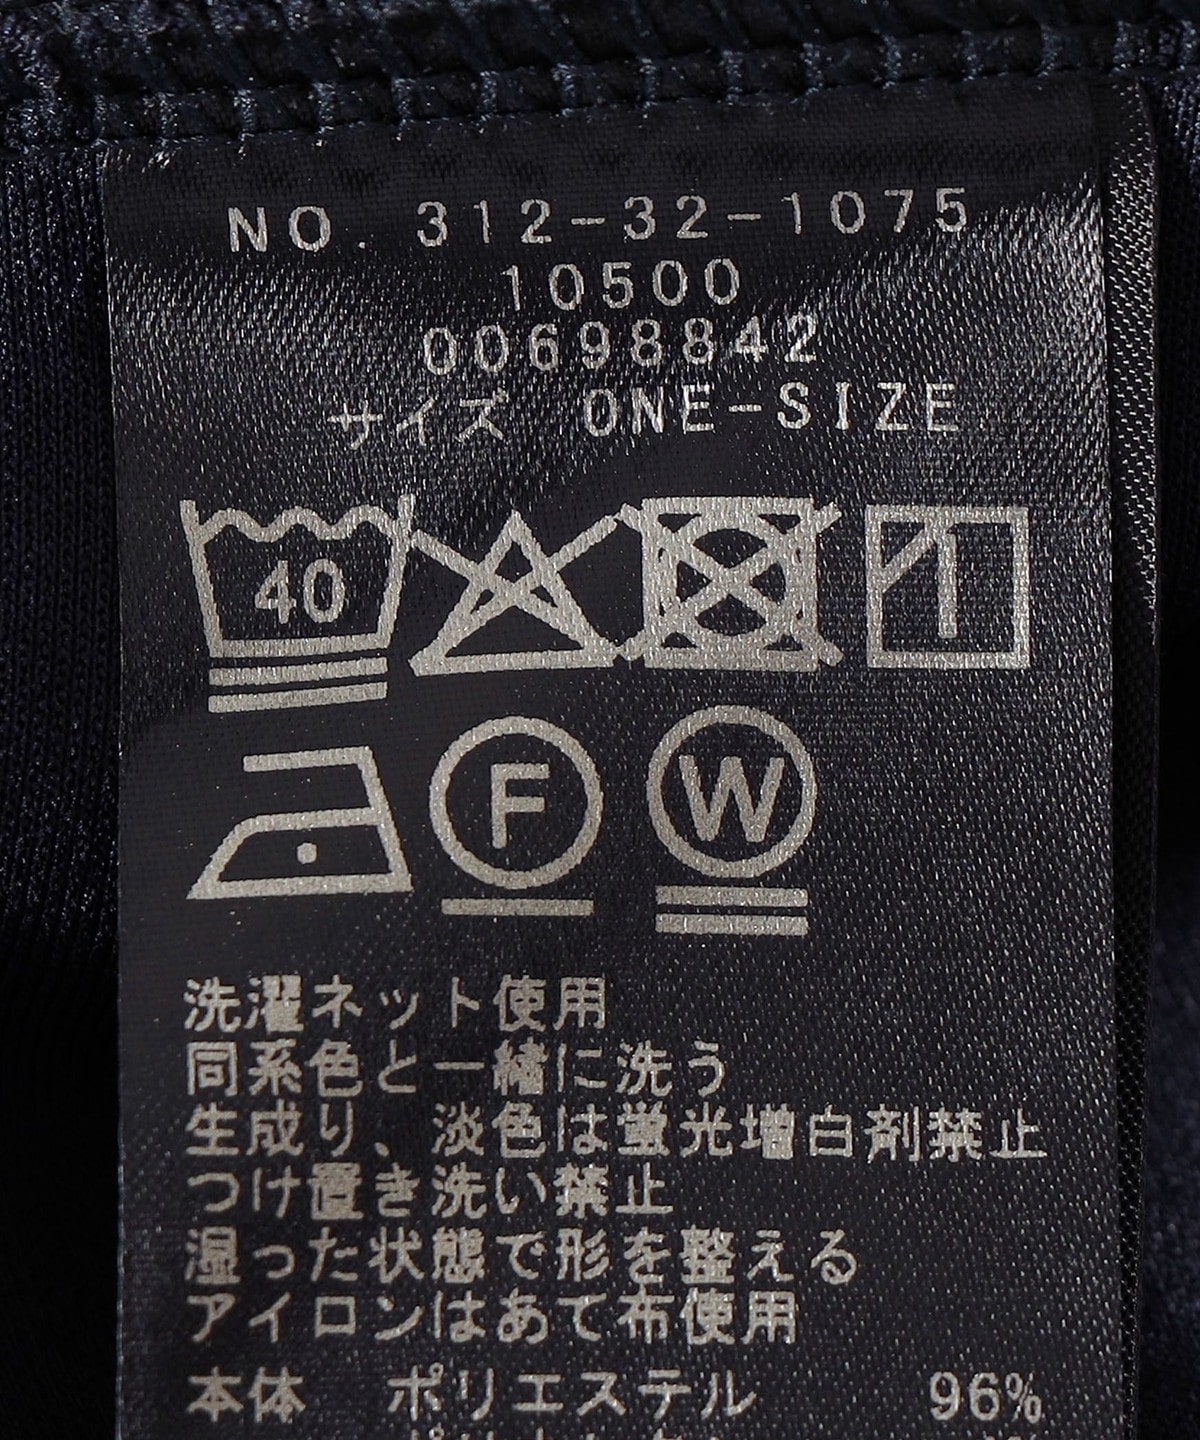 NO. 312-32-1075
10500
00698842
サイズ ONE-SIZE
40
F W
洗濯ネット使用
同系色と一緒に洗う
生成り、淡色は蛍光増白剤禁止
つけ置き洗い禁止
湿った状態で形を整える
アイロンはあて布使用
本体 ポリエステル 96%